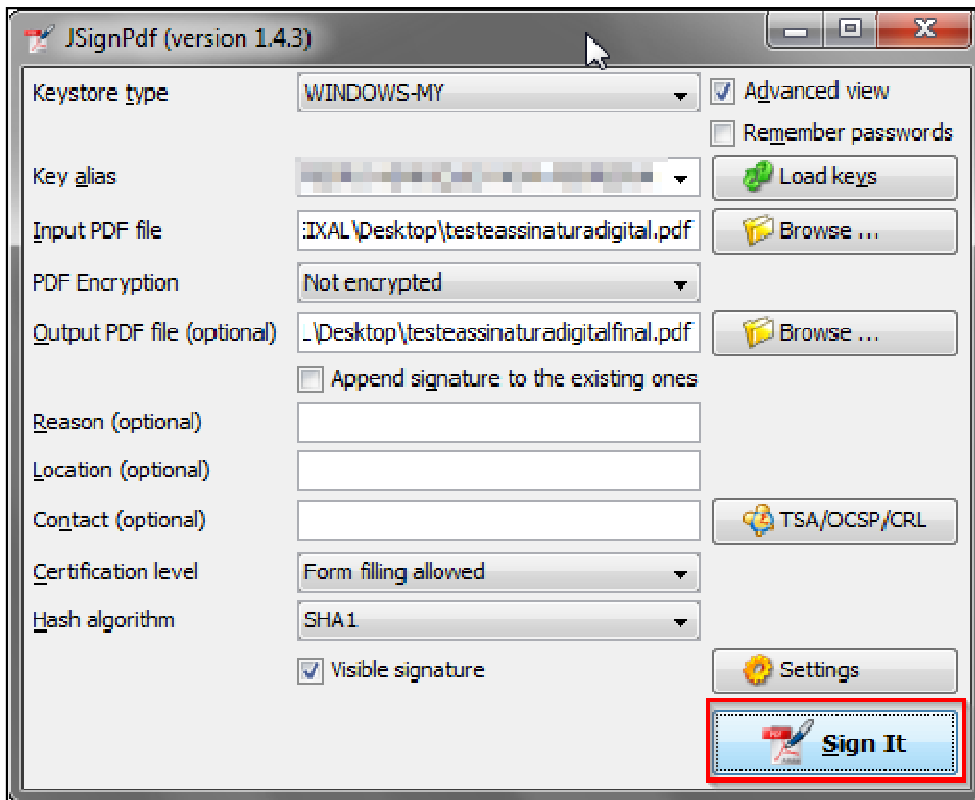 JSignPdf (version 1.4.3)
Keystore type WINDOWS-MY Advanced view
Remember passwords
Key alias Load keys
Input PDF file IXAL\Desktop\testeassinaturadigital.pdf Browse ...
PDF Encryption Not encrypted
Output PDF file (optional) L\Desktop\testeassinaturadigitalfinal.pdf Browse ...
Append signature to the existing ones
Reason (optional)
Location (optional)
Contact (optional) TSA/OCSP/CRL
Certification level Form filling allowed
Hash algorithm SHA1
Visible signature Settings
Sign It